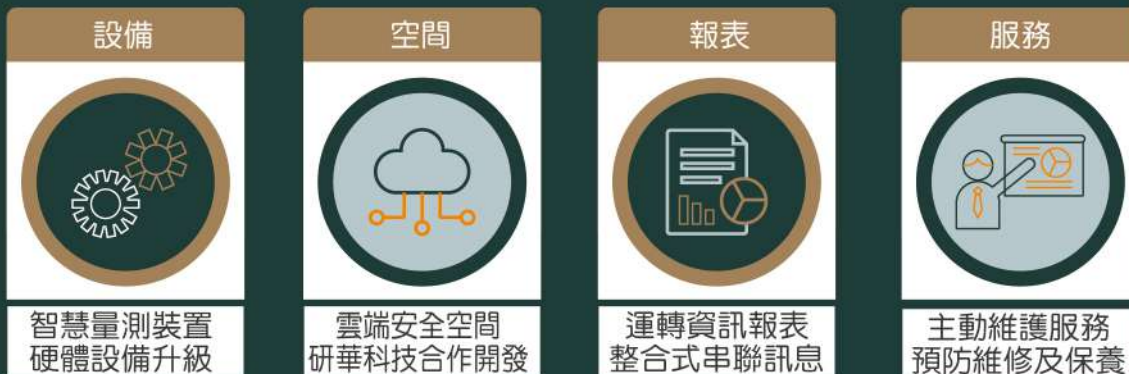 設備
智慧量測裝置
硬體設備升級
空間
雲端安全空間
研華科技合作開發
報表
運轉資訊報表
整合式串聯訊息
服務
主動維護服務
預防維修及保養